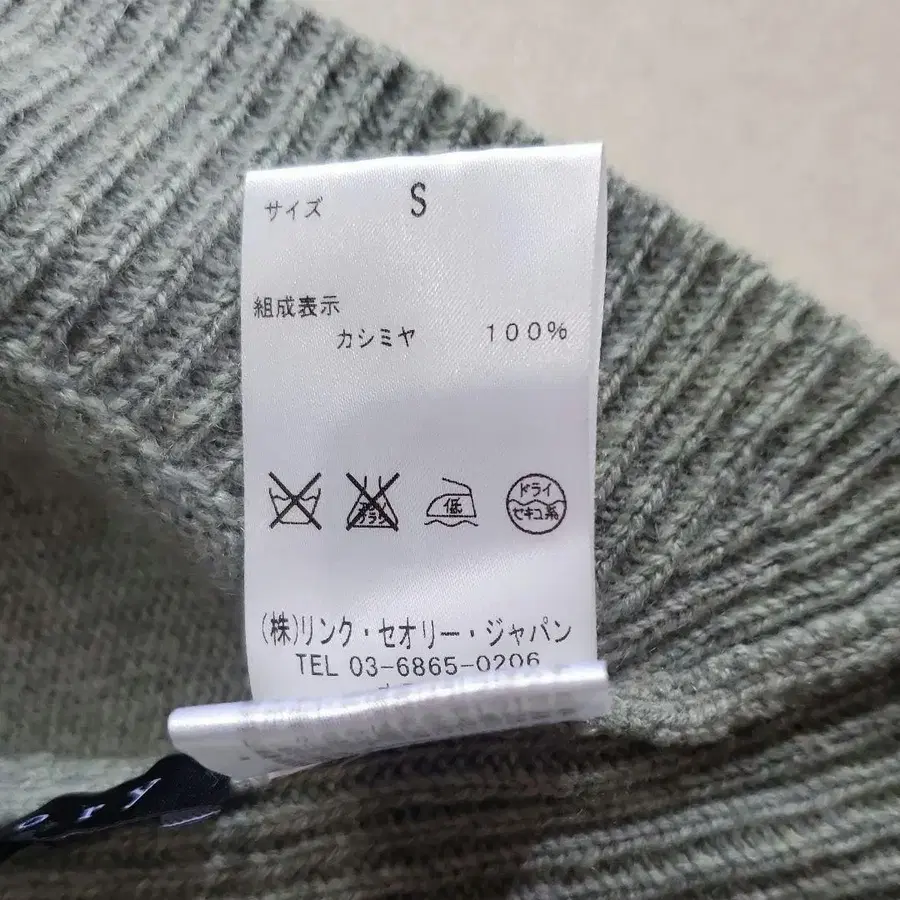 サイズ S
組成表示
カシミヤ 100%
低
ドライ
セキユ系
(株)リンク・セオリー・ジャパン
TEL 03-6865-0206
ory